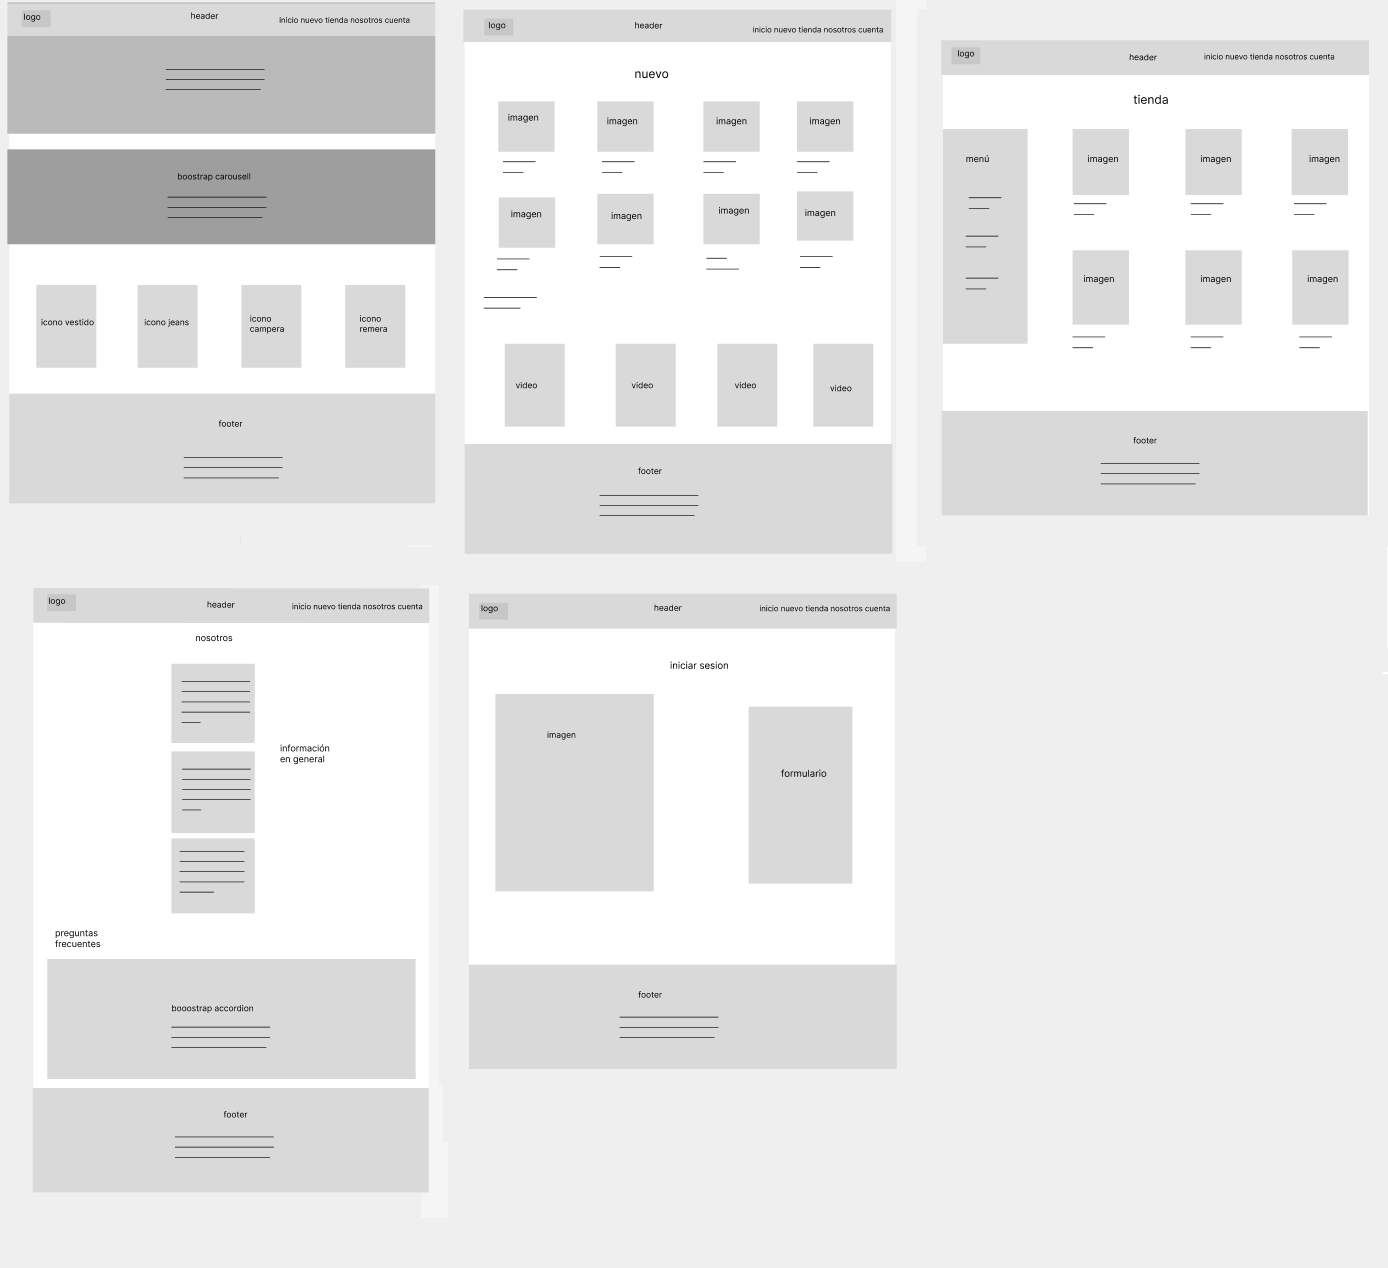 logo
header
inicio nuevo tienda nosotros cuenta
boostrap carousell
icono vestido
icono jeans
icono
campera
icono
remera
footer
logo
header
inicio nuevo tienda nosotros cuenta
nuevo
imagen
imagen
imagen
imagen
imagen
imagen
imagen
imagen
video
video
video
video
footer
logo
header
inicio nuevo tienda nosotros cuenta
tienda
menú
imagen
imagen
imagen
imagen
imagen
imagen
footer
logo
header
inicio nuevo tienda nosotros cuenta
nosotros
información
en general
preguntas
frecuentes
booostrap accordion
footer
logo
header
inicio nuevo tienda nosotros cuenta
iniciar sesion
imagen
formulario
footer